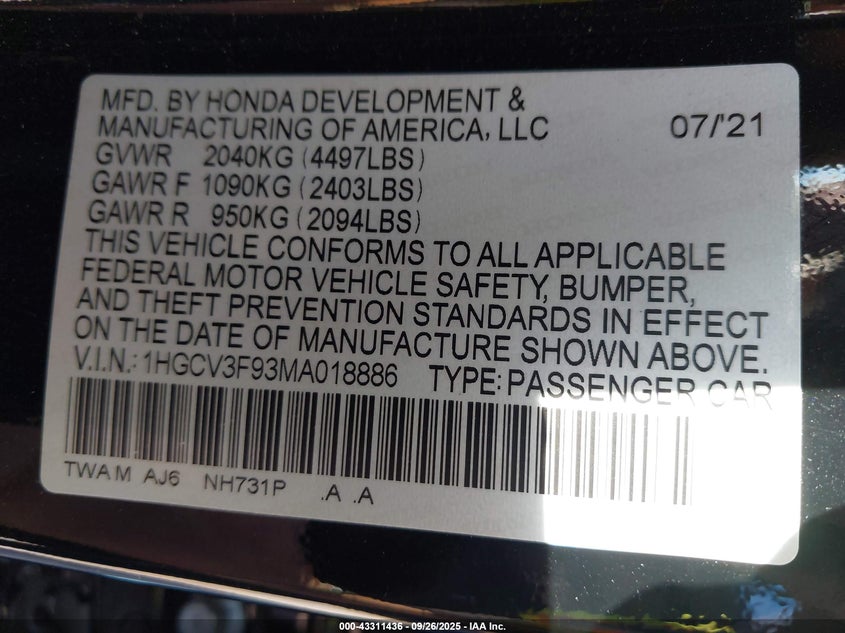 MFD. BY HONDA DEVELOPMENT &
MANUFACTURING OF AMERICA, LLC 07/'21
GVWR 2040KG (4497LBS)
GAWR F 1090KG (2403LBS)
GAWR R 950KG (2094LBS)
THIS VEHICLE CONFORMS TO ALL APPLICABLE
FEDERAL MOTOR VEHICLE SAFETY, BUMPER,
AND THEFT PREVENTION STANDARDS IN EFFECT
ON THE DATE OF MANUFACTURE SHOWN ABOVE.
V.I.N.: 1HGCV3F93MA018886 TYPE: PASSENGER CAR
TWAM AJ6 NH731P .A .A
000-43311436 - 09/26/2025 - IAA Inc.